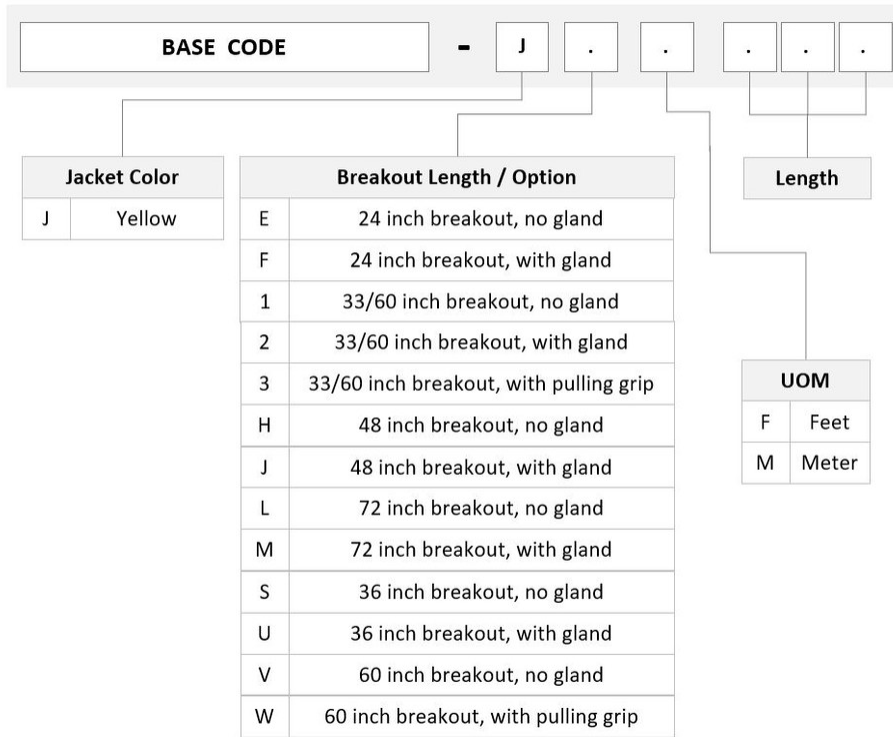 BASE CODE - J . . . . .
Jacket Color
J Yellow
Breakout Length / Option
E 24 inch breakout, no gland
F 24 inch breakout, with gland
1 33/60 inch breakout, no gland
2 33/60 inch breakout, with gland
3 33/60 inch breakout, with pulling grip
H 48 inch breakout, no gland
J 48 inch breakout, with gland
L 72 inch breakout, no gland
M 72 inch breakout, with gland
S 36 inch breakout, no gland
U 36 inch breakout, with gland
V 60 inch breakout, no gland
W 60 inch breakout, with pulling grip
Length
UOM
F Feet
M Meter